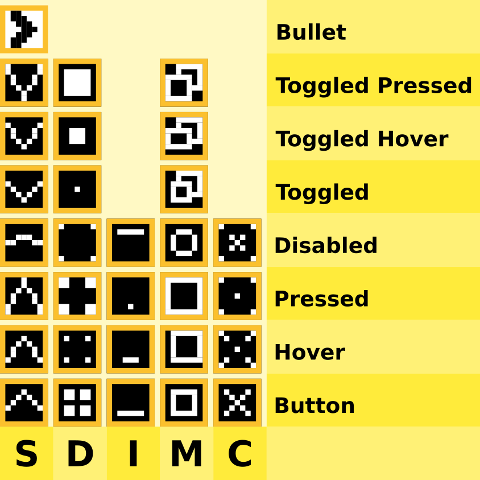 Bullet
Toggled Pressed
Toggled Hover
Toggled
Disabled
Pressed
Hover
Button
S D I M C